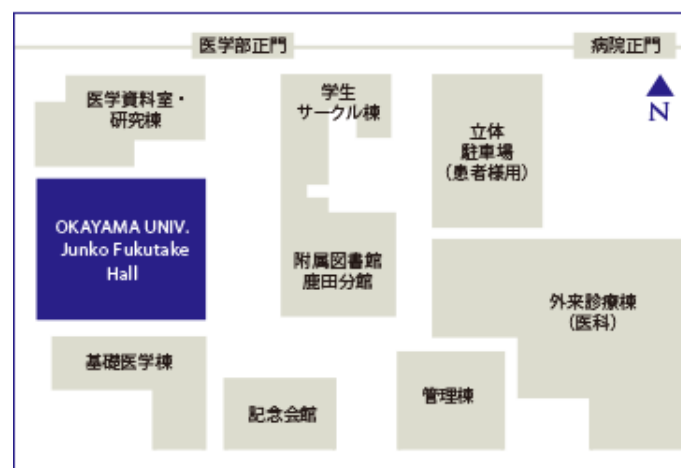 医学部正門
病院正門
医学資料室・
研究棟
学生
サークル棟
立体
駐車場
(患者様用)
N
OKAYAMA UNIV.
Junko Fukutake
Hall
附属図書館
鹿田分館
外来診療棟
(医科)
基礎医学棟
記念会館
管理棟